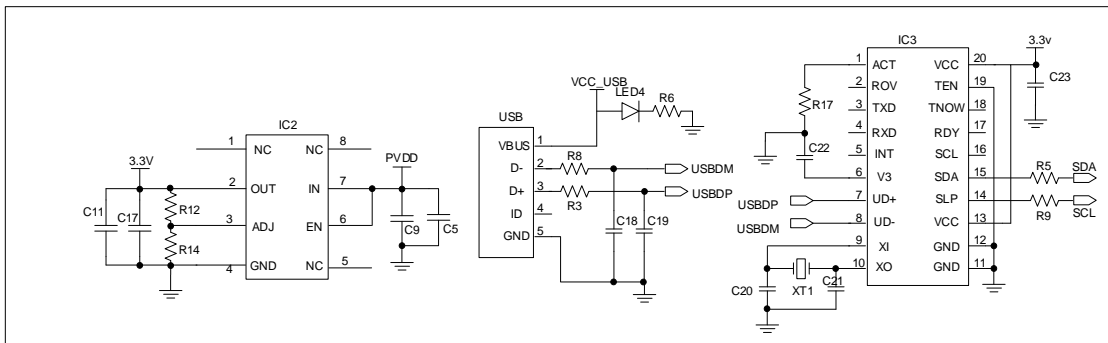 IC2
1
NC
NC
8
3.3V
PVDD
2
OUT
IN
7
C11
C17
R12
3
ADJ
EN
6
C9
C5
R14
4
GND
NC
5
VCC_USB
LED4
R6
USB
VBUS
1
D-
2
R8
USBDM
D+
3
R3
USBDP
ID
4
GND
5
C18
C19
IC3
3.3v
1
ACT
VCC
20
C23
2
ROV
TEN
19
R17
3
TXD
TNOW
18
4
RXD
RDY
17
C22
5
INT
SCL
16
6
V3
SDA
15
R5
SDA
USBDP
7
UD+
SLP
14
R9
SCL
USBDM
8
UD-
VCC
13
9
XI
GND
12
10
XO
GND
11
C20
XT1
C21